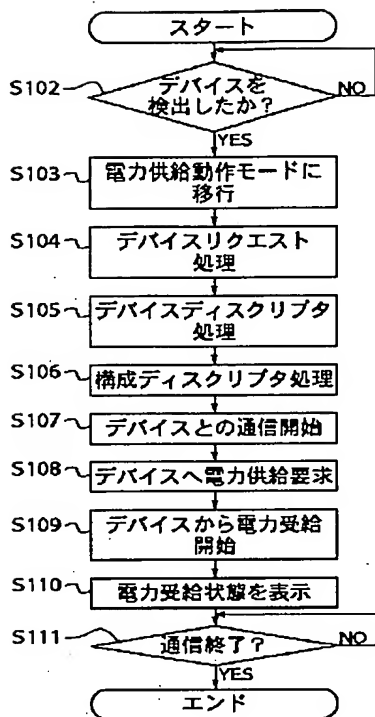 スタート
S102
デバイスを
検出したか?
NO
YES
S103
電力供給動作モードに
移行
S104
デバイスリクエスト
処理
S105
デバイスディスクリプタ
処理
S106
構成ディスクリプタ処理
S107
デバイスとの通信開始
S108
デバイスへ電力供給要求
S109
デバイスから電力受給
開始
S110
電力受給状態を表示
S111
通信終了?
NO
YES
エンド